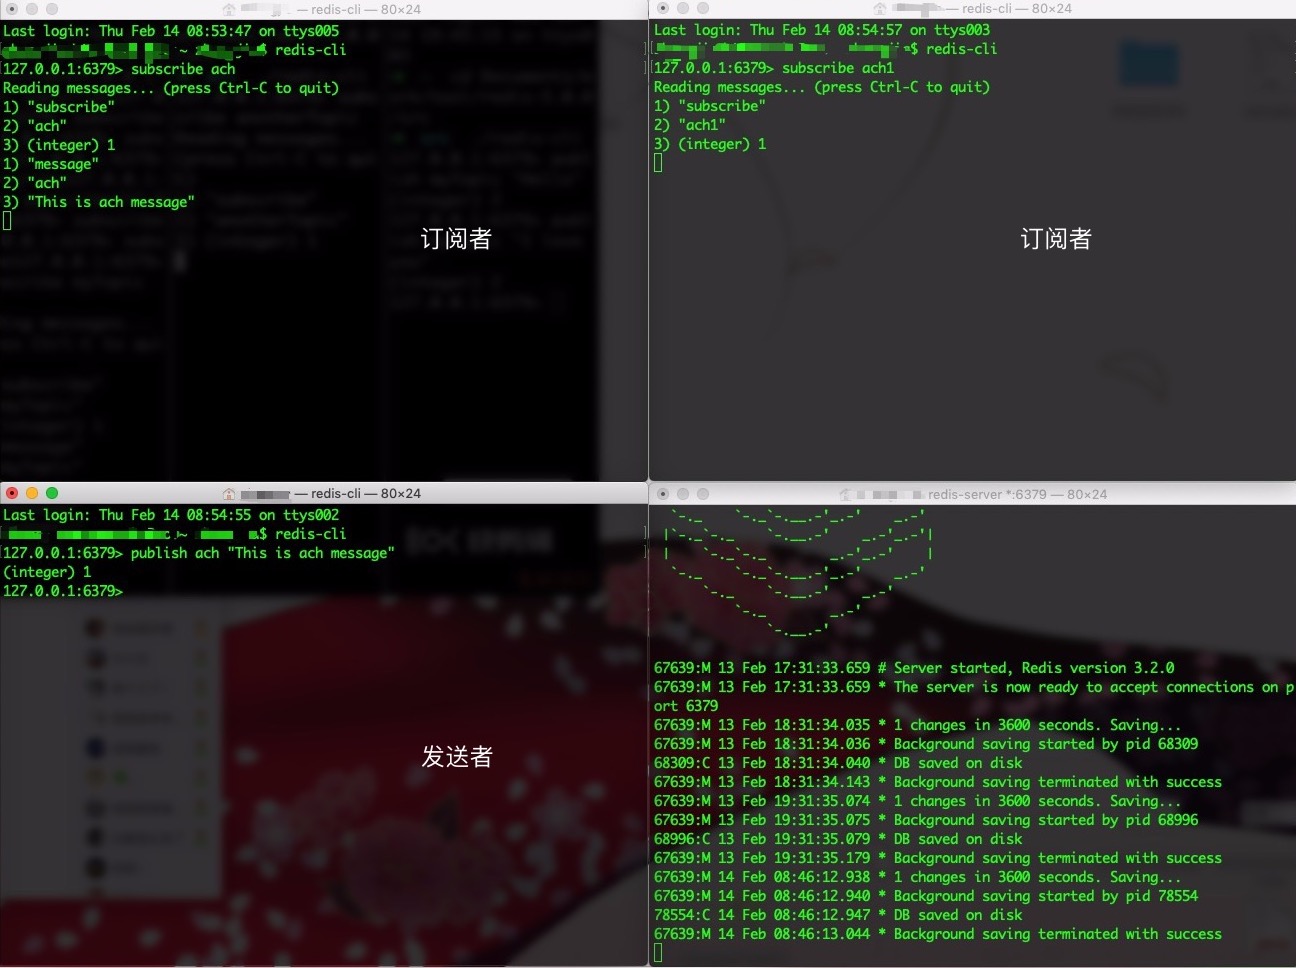 — redis-cli — 80×24
Last login: Thu Feb 14 08:53:47 on ttys005
~ $ redis-cli
127.0.0.1:6379> subscribe ach
Reading messages... (press Ctrl-C to quit)
1) "subscribe"
2) "ach"
3) (integer) 1
1) "message"
2) "ach"
3) "This is ach message"
订阅者
— redis-cli — 80×24
Last login: Thu Feb 14 08:54:57 on ttys003
$ redis-cli
127.0.0.1:6379> subscribe ach1
Reading messages... (press Ctrl-C to quit)
1) "subscribe"
2) "ach1"
3) (integer) 1
订阅者
— redis-cli — 80×24
Last login: Thu Feb 14 08:54:55 on ttys002
~ $ redis-cli
127.0.0.1:6379> publish ach "This is ach message"
(integer) 1
127.0.0.1:6379>
发送者
redis-server *:6379 — 80×24
67639:M 13 Feb 17:31:33.659 # Server started, Redis version 3.2.0
67639:M 13 Feb 17:31:33.659 * The server is now ready to accept connections on p
ort 6379
67639:M 13 Feb 18:31:34.035 * 1 changes in 3600 seconds. Saving...
67639:M 13 Feb 18:31:34.036 * Background saving started by pid 68309
68309:C 13 Feb 18:31:34.040 * DB saved on disk
67639:M 13 Feb 18:31:34.143 * Background saving terminated with success
67639:M 13 Feb 19:31:35.074 * 1 changes in 3600 seconds. Saving...
67639:M 13 Feb 19:31:35.075 * Background saving started by pid 68996
68996:C 13 Feb 19:31:35.079 * DB saved on disk
67639:M 13 Feb 19:31:35.179 * Background saving terminated with success
67639:M 14 Feb 08:46:12.938 * 1 changes in 3600 seconds. Saving...
67639:M 14 Feb 08:46:12.940 * Background saving started by pid 78554
78554:C 14 Feb 08:46:12.947 * DB saved on disk
67639:M 14 Feb 08:46:13.044 * Background saving terminated with success